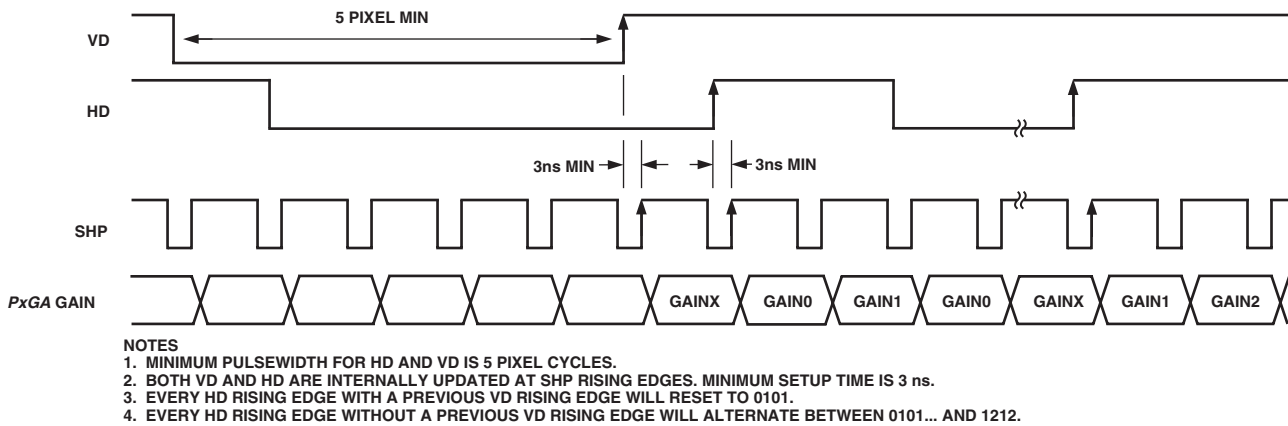 5 PIXEL MIN
VD
HD
3ns MIN 3ns MIN
SHP
PxGA GAIN GAINX GAIN0 GAIN1 GAIN0 GAINX GAIN1 GAIN2
NOTES
1. MINIMUM PULSEWIDTH FOR HD AND VD IS 5 PIXEL CYCLES.
2. BOTH VD AND HD ARE INTERNALLY UPDATED AT SHP RISING EDGES. MINIMUM SETUP TIME IS 3 ns.
3. EVERY HD RISING EDGE WITH A PREVIOUS VD RISING EDGE WILL RESET TO 0101.
4. EVERY HD RISING EDGE WITHOUT A PREVIOUS VD RISING EDGE WILL ALTERNATE BETWEEN 0101... AND 1212.